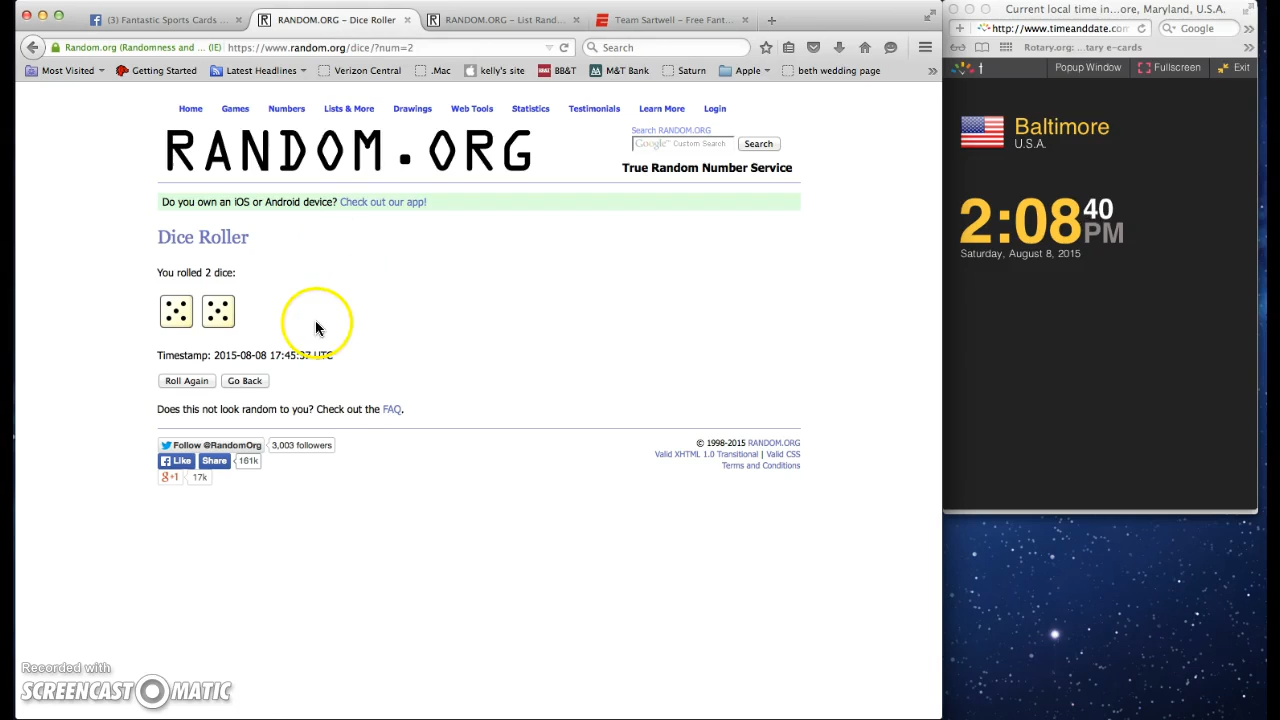 (3) Fantastic Sports Cards ...
RANDOM.ORG - Dice Roller
RANDOM.ORG - List Rand...
Team Sartwell - Free Fant...
Random.org (Randomness and ... (IE)
https://www.random.org/dice/?num=2
Search
Most Visited
Getting Started
Latest Headlines
Verizon Central
.Mac
kelly's site
BB&T
M&T Bank
Saturn
Apple
beth wedding page
Home Games Numbers Lists & More Drawings Web Tools Statistics Testimonials Learn More Login
RANDOM.ORG
Search RANDOM.ORG
Google™ Custom Search
Search
True Random Number Service
Do you own an iOS or Android device? Check out our app!
Dice Roller
You rolled 2 dice:
Timestamp: 2015-08-08 17:45:37 UTC
Roll Again
Go Back
Does this not look random to you? Check out the FAQ.
Follow @RandomOrg
3,003 followers
Like
Share
161k
g+1
17k
© 1998-2015 RANDOM.ORG
Valid XHTML 1.0 Transitional | Valid CSS
Terms and Conditions
Recorded with
SCREENCAST-O-MATIC
Current local time in...ore, Maryland, U.S.A.
http://www.timeanddate.com
Google
Rotary.org: ...tary e-cards
Popup Window
Fullscreen
Exit
Baltimore
U.S.A.
2:08 40
PM
Saturday, August 8, 2015